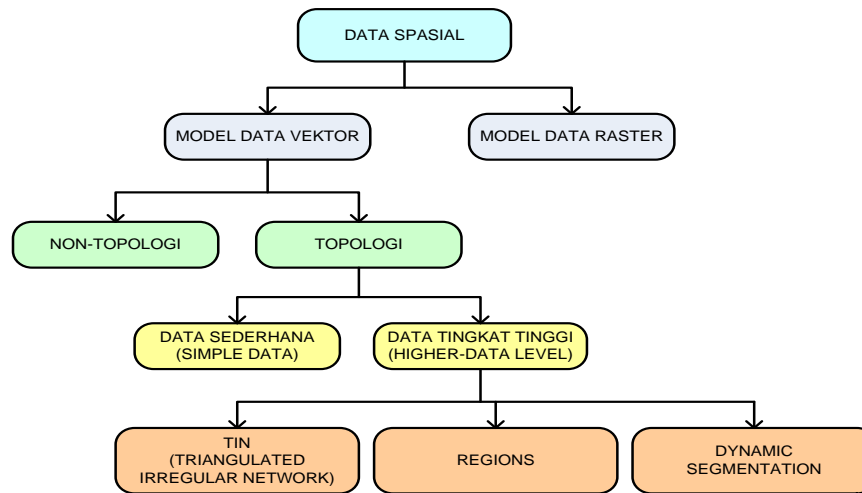 DATA SPASIAL
MODEL DATA VEKTOR
MODEL DATA RASTER
NON-TOPOLOGI
TOPOLOGI
DATA SEDERHANA
(SIMPLE DATA)
DATA TINGKAT TINGGI
(HIGHER-DATA LEVEL)
TIN
(TRIANGULATED
IRREGULAR NETWORK)
REGIONS
DYNAMIC
SEGMENTATION